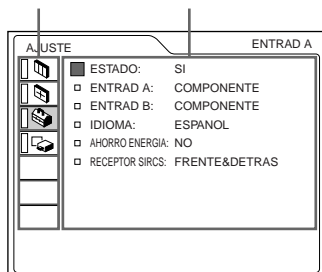 AJUSTE
ENTRAD A
ESTADO: SI
ENTRAD A: COMPONENTE
ENTRAD B: COMPONENTE
IDIOMA: ESPANOL
AHORRO ENERGIA: NO
RECEPTOR SIRCS: FRENTE&DETRAS